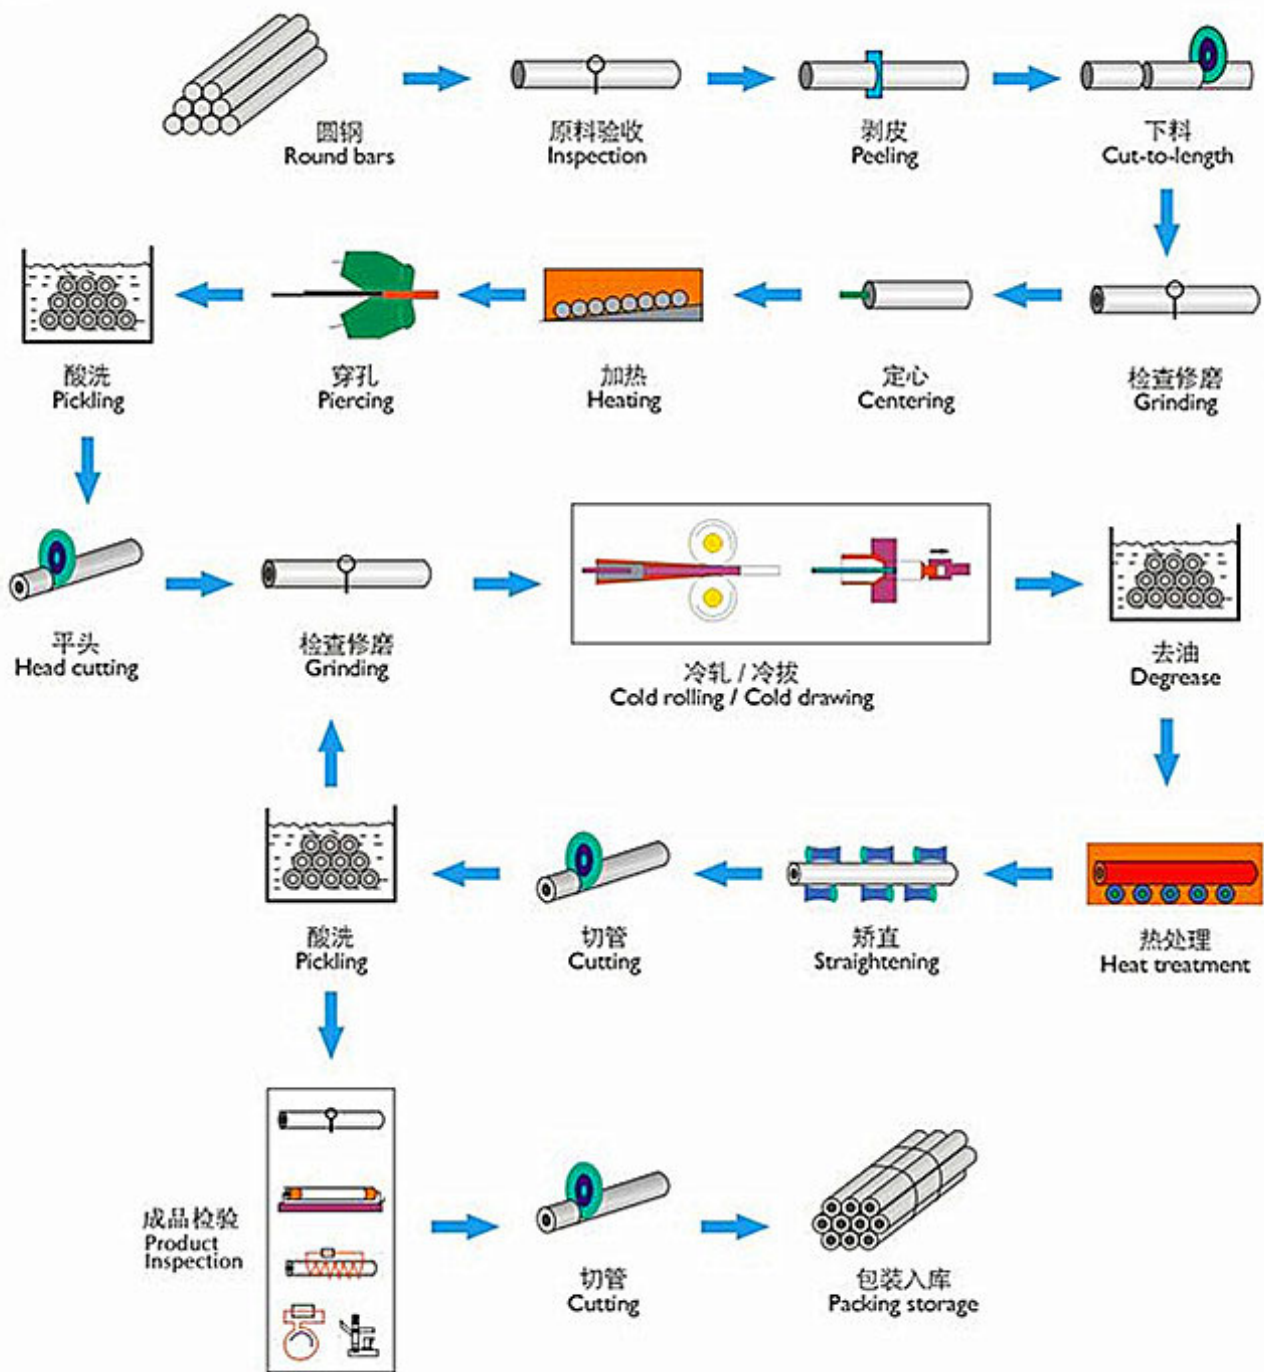 圆钢
Round bars
原料验收
Inspection
剥皮
Peeling
下料
Cut-to-length
酸洗
Pickling
穿孔
Piercing
加热
Heating
定心
Centering
检查修磨
Grinding
平头
Head cutting
检查修磨
Grinding
冷轧 / 冷拔
Cold rolling / Cold drawing
去油
Degrease
酸洗
Pickling
切管
Cutting
矫直
Straightening
热处理
Heat treatment
成品检验
Product
Inspection
切管
Cutting
包装入库
Packing storage